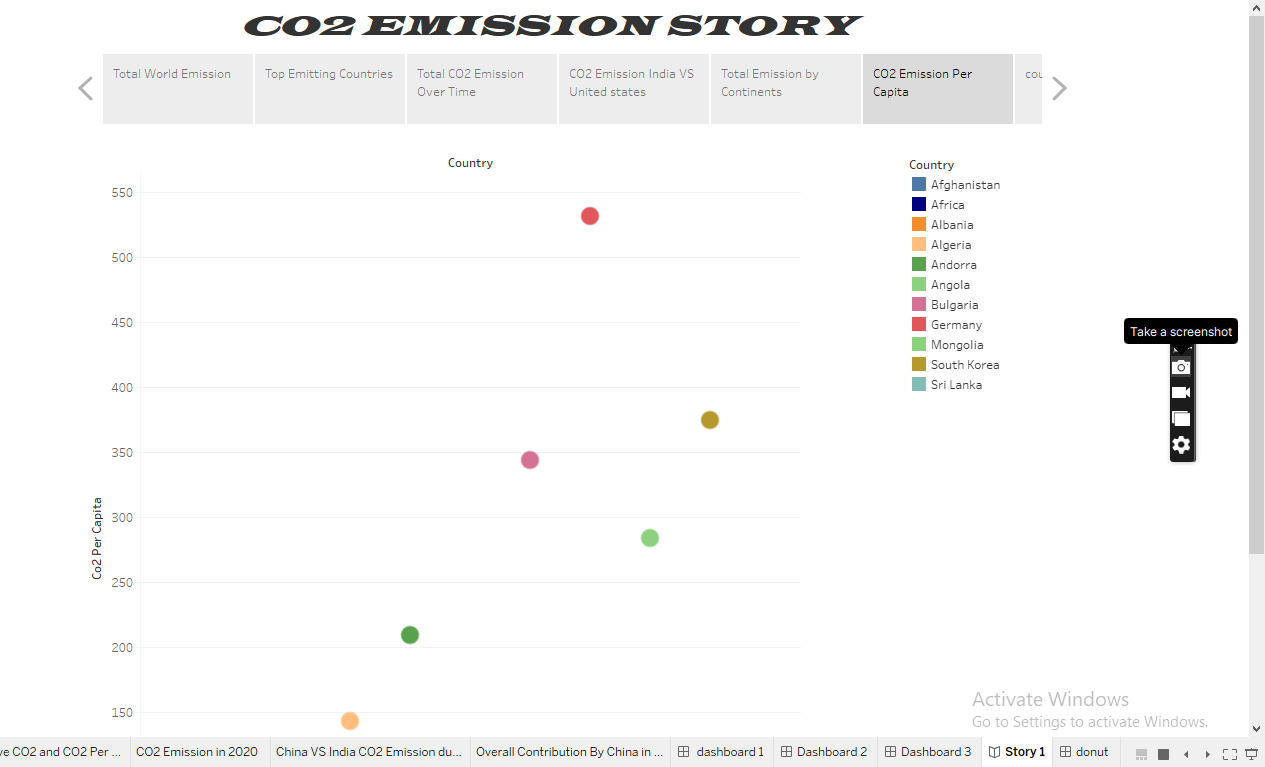 CO2 EMISSION STORY
Total World Emission
Top Emitting Countries
Total CO2 Emission
Over Time
CO2 Emission India VS
United states
Total Emission by
Continents
CO2 Emission Per
Capita
cou
Country
550
500
450
400
350
300
250
200
150
Co2 Per Capita
Country
Afghanistan
Africa
Albania
Algeria
Andorra
Angola
Bulgaria
Germany
Mongolia
South Korea
Sri Lanka
Take a screenshot
Activate Windows
Go to Settings to activate Windows.
ve CO2 and CO2 Per ...
CO2 Emission in 2020
China VS India CO2 Emission du...
Overall Contribution By China in ...
dashboard 1
Dashboard 2
Dashboard 3
Story 1
donut